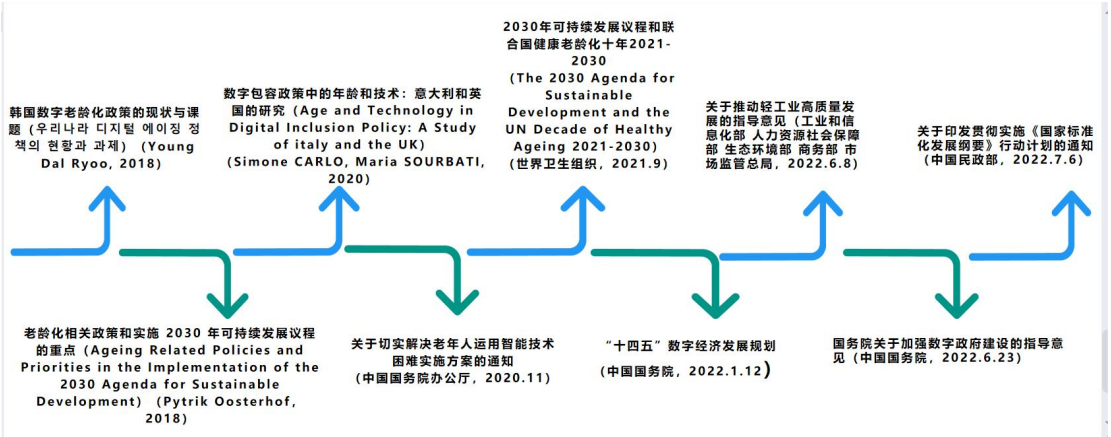 韩国数字老龄化政策的现状与课
题（우리나라 디지털 에이징 정
책의 현황과 과제）（Young
Dal Ryoo, 2018)
老龄化相关政策和实施 2030 年可持续发展议程
的重点（Ageing Related Policies and
Priorities in the Implementation of the
2030 Agenda for Sustainable
Development）（Pytrik Oosterhof,
2018）
数字包容政策中的年龄和技术：意大利和英
国的研究（Age and Technology in
Digital Inclusion Policy: A Study
of italy and the UK)
(Simone CARLO, Maria SOURBATI,
2020）
关于切实解决老年人运用智能技术
困难实施方案的通知
（中国国务院办公厅，2020.11）
2030年可持续发展议程和联
合国健康老龄化十年2021-
2030
（The 2030 Agenda for
Sustainable
Development and the
UN Decade of Healthy
Ageing 2021-2030)
（世界卫生组织，2021.9）
“十四五”数字经济发展规划
（中国国务院，2022.1.12）
关于推动轻工业高质量发
展的指导意见（工业和信
息化部 人力资源社会保障
部 生态环境部 商务部 市
场监管总局，2022.6.8）
国务院关于加强数字政府建设的指导意
见（中国国务院，2022.6.23）
关于印发贯彻实施《国家标准
化发展纲要》行动计划的通知
（中国民政部，2022.7.6）